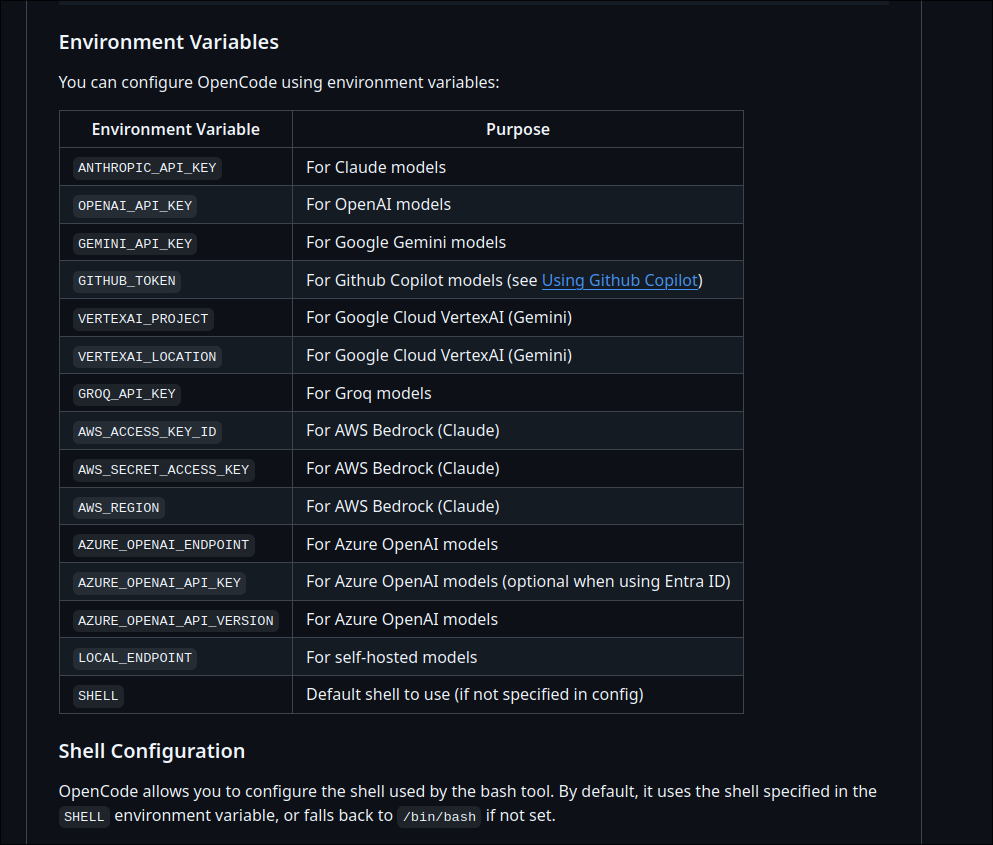 Environment Variables
You can configure OpenCode using environment variables:
Environment Variable Purpose
ANTHROPIC_API_KEY For Claude models
OPENAI_API_KEY For OpenAI models
GEMINI_API_KEY For Google Gemini models
GITHUB_TOKEN For Github Copilot models (see Using Github Copilot)
VERTEXAI_PROJECT For Google Cloud VertexAI (Gemini)
VERTEXAI_LOCATION For Google Cloud VertexAI (Gemini)
GROQ_API_KEY For Groq models
AWS_ACCESS_KEY_ID For AWS Bedrock (Claude)
AWS_SECRET_ACCESS_KEY For AWS Bedrock (Claude)
AWS_REGION For AWS Bedrock (Claude)
AZURE_OPENAI_ENDPOINT For Azure OpenAI models
AZURE_OPENAI_API_KEY For Azure OpenAI models (optional when using Entra ID)
AZURE_OPENAI_API_VERSION For Azure OpenAI models
LOCAL_ENDPOINT For self-hosted models
SHELL Default shell to use (if not specified in config)
Shell Configuration
OpenCode allows you to configure the shell used by the bash tool. By default, it uses the shell specified in the
SHELL environment variable, or falls back to /bin/bash if not set.